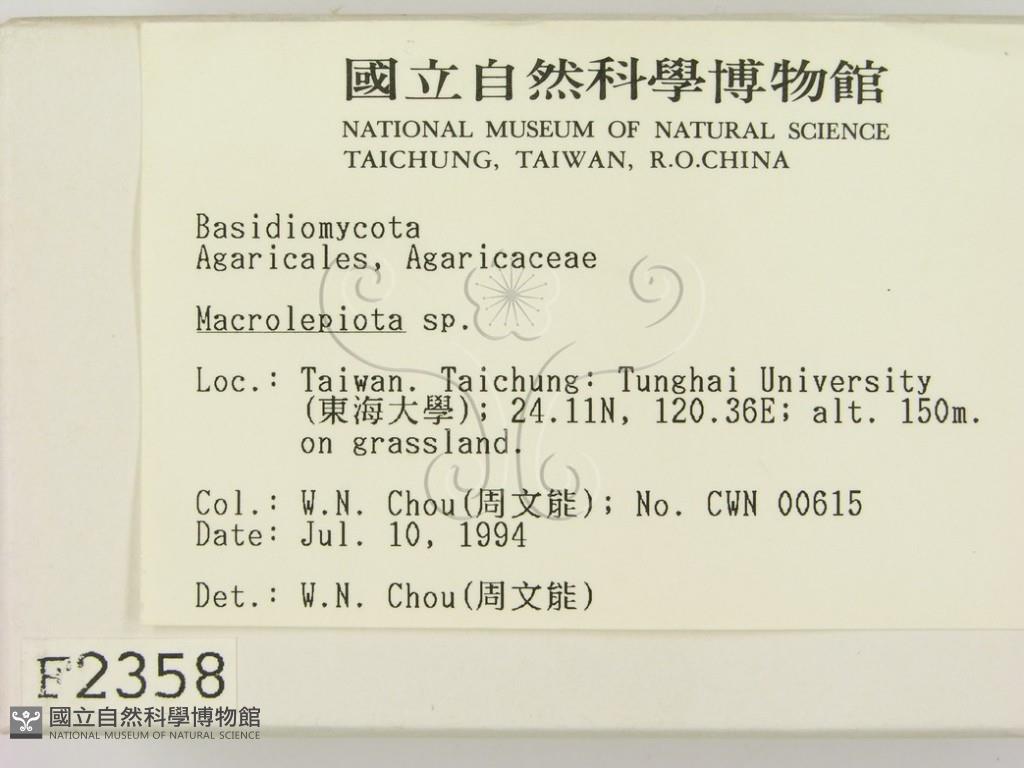 國立自然科學博物館
NATIONAL MUSEUM OF NATURAL SCIENCE
TAICHUNG, TAIWAN, R.O.CHINA
Basidiomycota
Agaricales, Agaricaceae
Macrolepiota sp.
Loc.: Taiwan. Taichung: Tunghai University
(東海大學); 24.11N, 120.36E; alt. 150m.
on grassland.
Col.: W.N. Chou(周文能); No. CWN 00615
Date: Jul. 10, 1994
Det.: W.N. Chou(周文能)
F2358
國立自然科學博物館
NATIONAL MUSEUM OF NATURAL SCIENCE